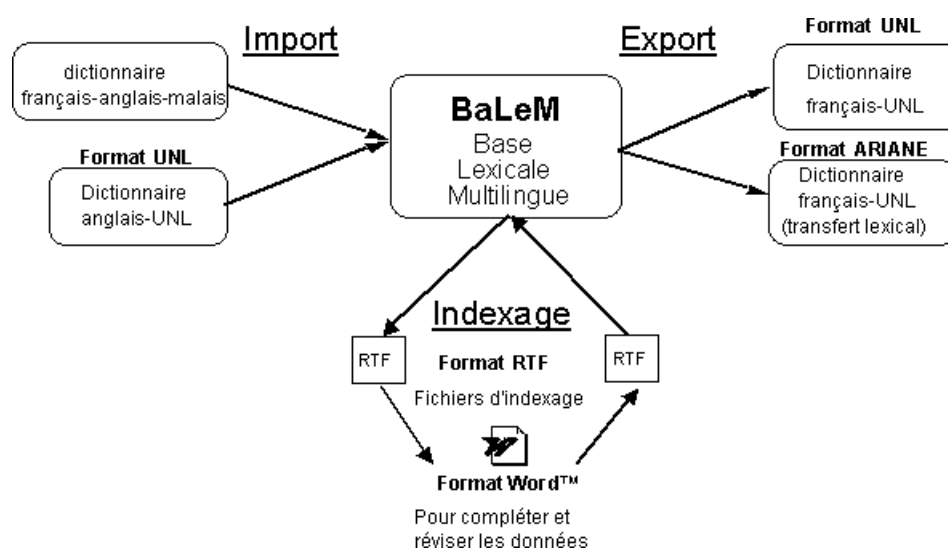 Import
dictionnaire
français-anglais-malais
Format UNL
Dictionnaire
anglais-UNL
BaLeM
Base
Lexicale
Multilingue
Export
Format UNL
Dictionnaire
français-UNL
Format ARIANE
Dictionnaire
français-UNL
(transfert lexical)
Indexage
RTF
Format RTF
RTF
Fichiers d'indexage
Format Word™
Pour compléter et
réviser les données